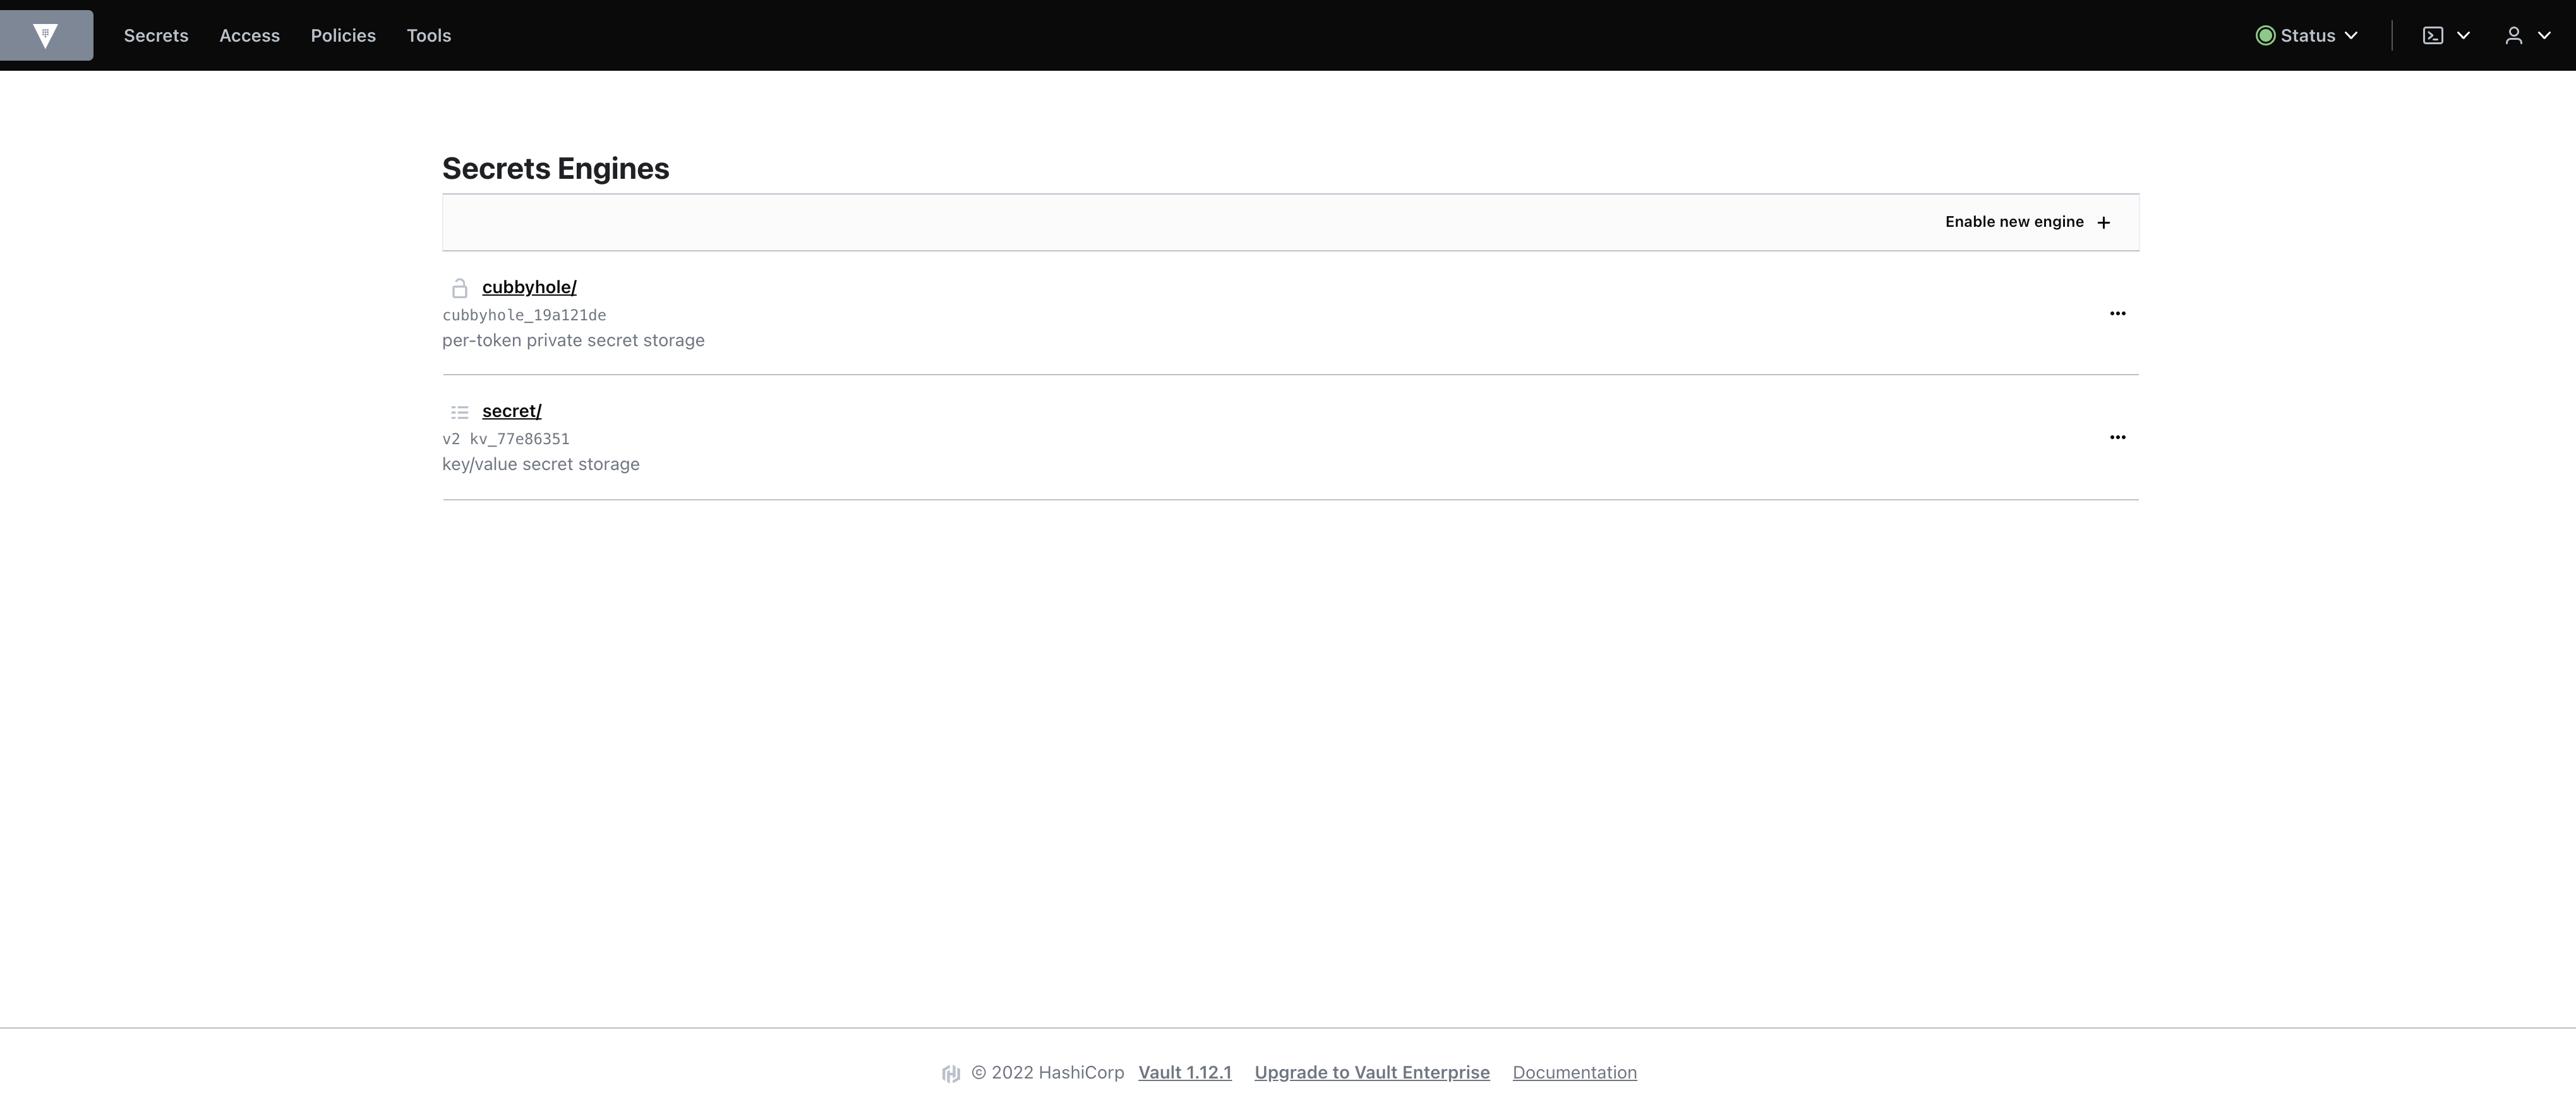 Secrets Access Policies Tools Status
Secrets Engines
Enable new engine +
cubbyhole/
cubbyhole_19a121de
per-token private secret storage
secret/
v2 kv_77e86351
key/value secret storage
© 2022 HashiCorp Vault 1.12.1 Upgrade to Vault Enterprise Documentation